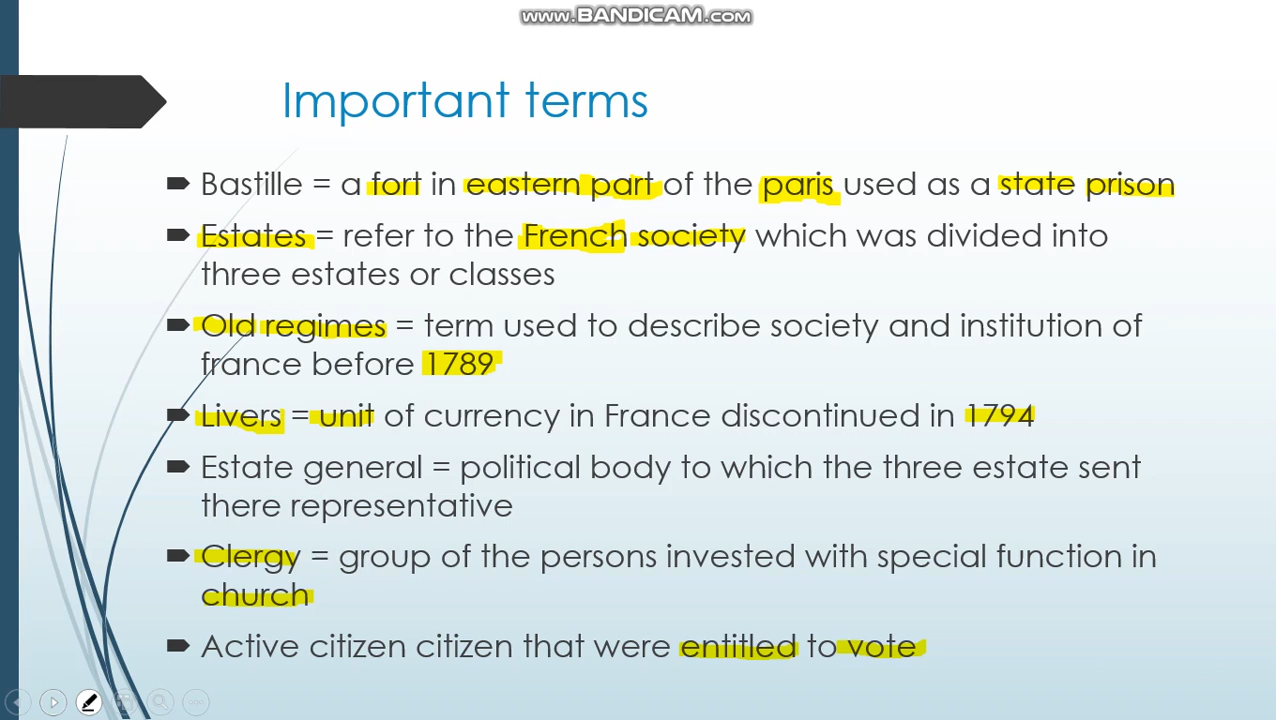 www.BANDICAM.com
Important terms
Bastille = a fort in eastern part of the paris used as a state prison
Estates = refer to the French society which was divided into
three estates or classes
Old regimes = term used to describe society and institution of
france before 1789
Livers = unit of currency in France discontinued in 1794
Estate general = political body to which the three estate sent
there representative
Clergy = group of the persons invested with special function in
church
Active citizen citizen that were entitled to vote